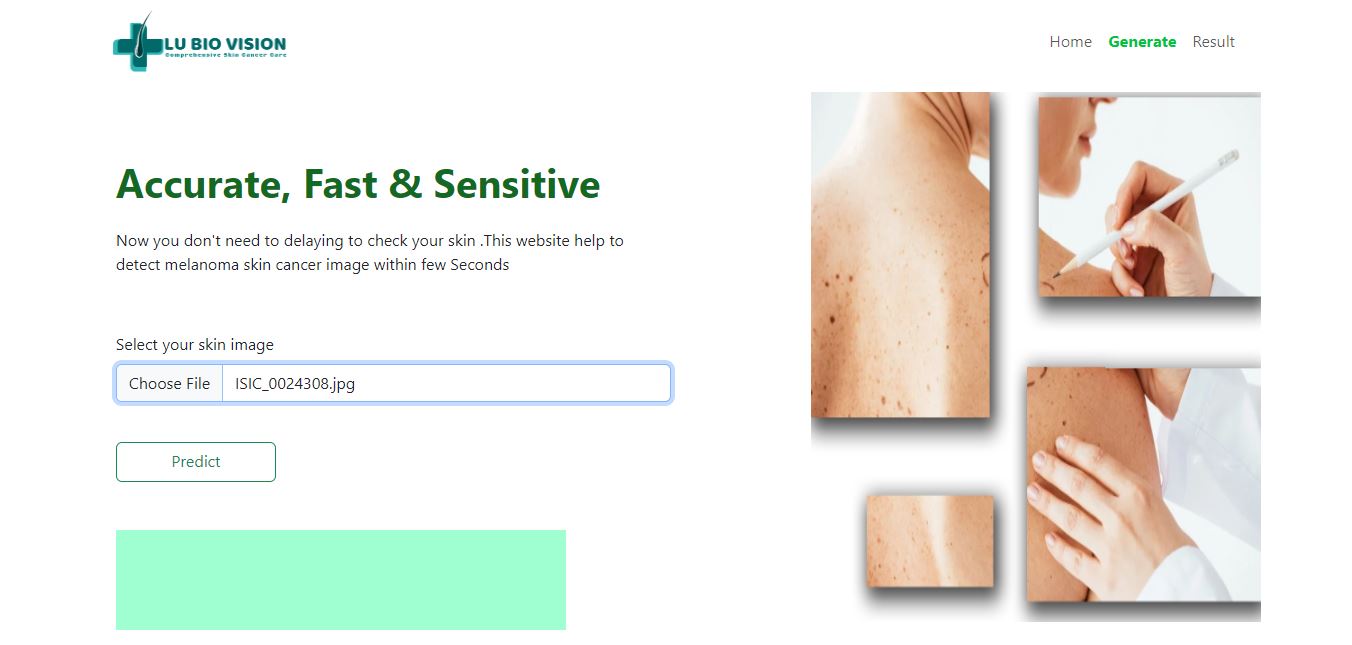 LU BIO VISION
Comprehensive Skin Cancer Care
Home Generate Result
Accurate, Fast & Sensitive
Now you don't need to delaying to check your skin .This website help to
detect melanoma skin cancer image within few Seconds
Select your skin image
Choose File ISIC_0024308.jpg
Predict